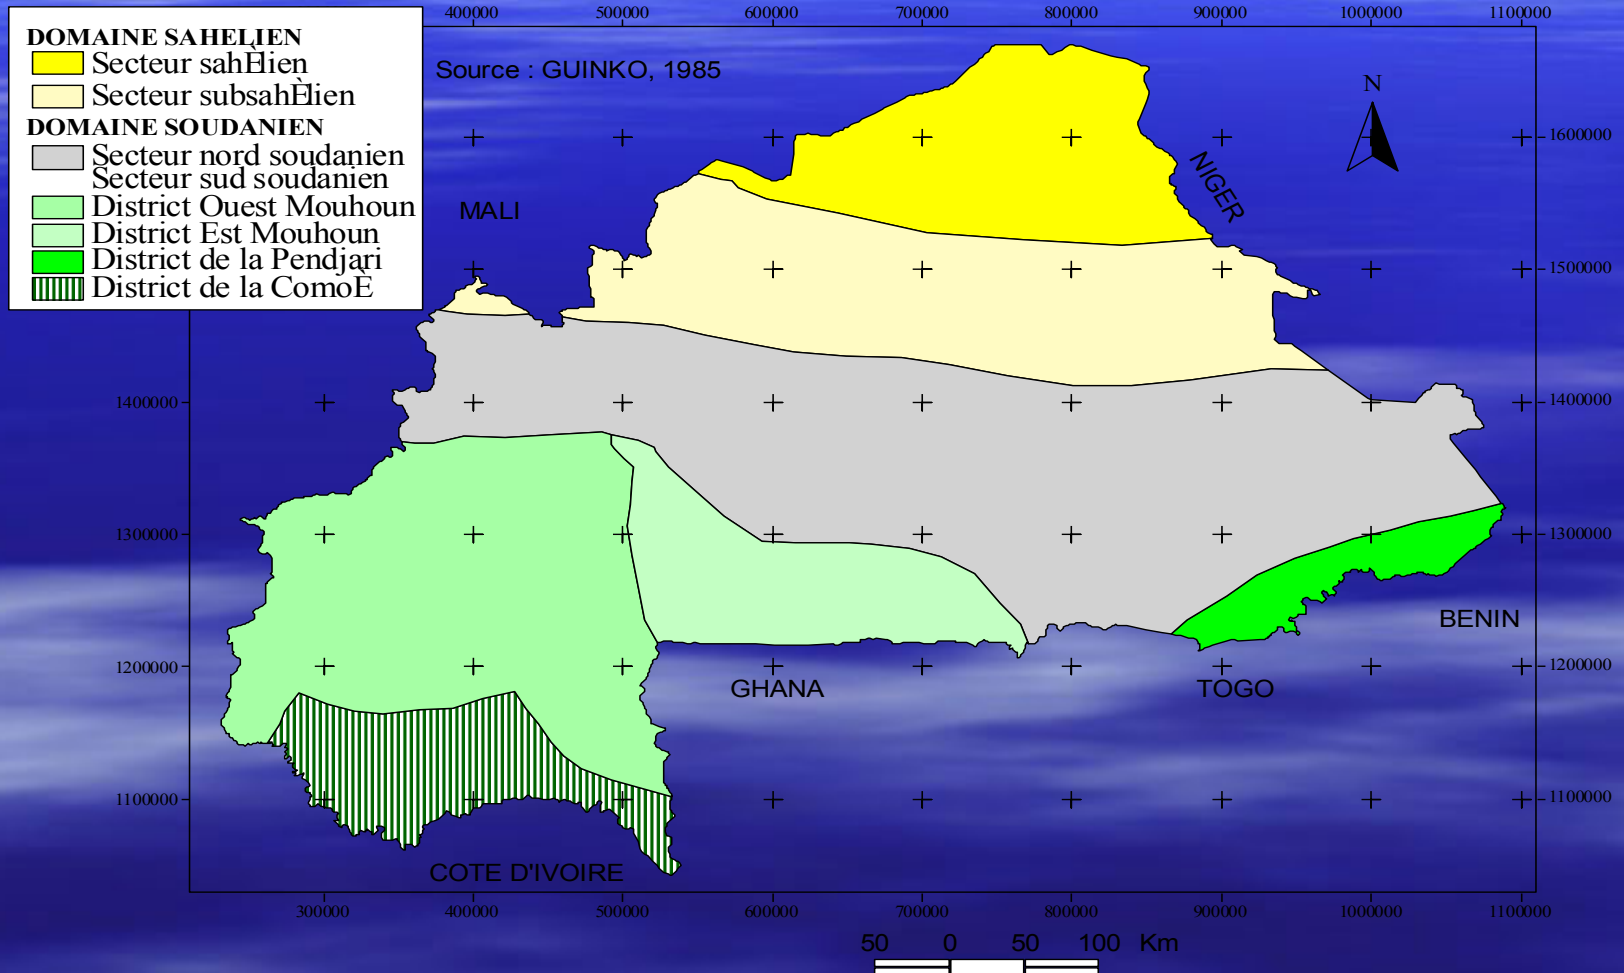 400000 500000 600000 700000 800000 900000 1000000 1100000
DOMAINE SAHELIEN
Secteur sahÈlien
Secteur subsahÈlien
DOMAINE SOUDANIEN
Secteur nord soudanien
Secteur sud soudanien
District Ouest Mouhoun
District Est Mouhoun
District de la Pendjari
District de la ComoÈ
Source : GUINKO, 1985
N
1600000
NIGER
MALI
1500000
1400000 1400000
1300000 1300000
BENIN
1200000 1200000
GHANA TOGO
1100000 1100000
COTE D'IVOIRE
300000 400000 500000 600000 700000 800000 900000 1000000 1100000
50 0 50 100 Km